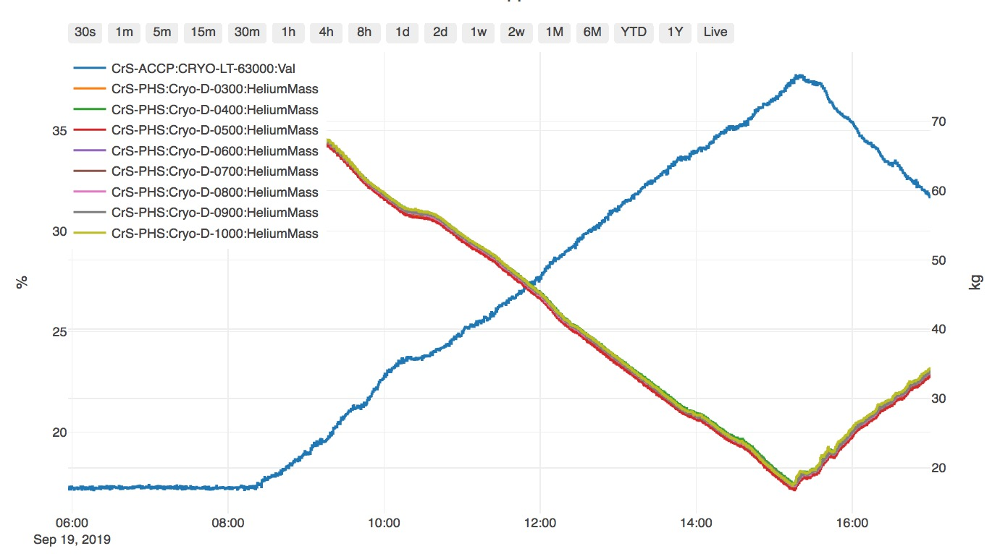 30s 1m 5m 15m 30m 1h 4h 8h 1d 2d 1w 2w 1M 6M YTD 1Y Live
CrS-ACCP:CRYO-LT-63000:Val
CrS-PHS:Cryo-D-0300:HeliumMass
CrS-PHS:Cryo-D-0400:HeliumMass
CrS-PHS:Cryo-D-0500:HeliumMass
CrS-PHS:Cryo-D-0600:HeliumMass
CrS-PHS:Cryo-D-0700:HeliumMass
CrS-PHS:Cryo-D-0800:HeliumMass
CrS-PHS:Cryo-D-0900:HeliumMass
CrS-PHS:Cryo-D-1000:HeliumMass
35
30
25
20
%
70
60
50
40
30
20
kg
06:00 08:00 10:00 12:00 14:00 16:00
Sep 19, 2019